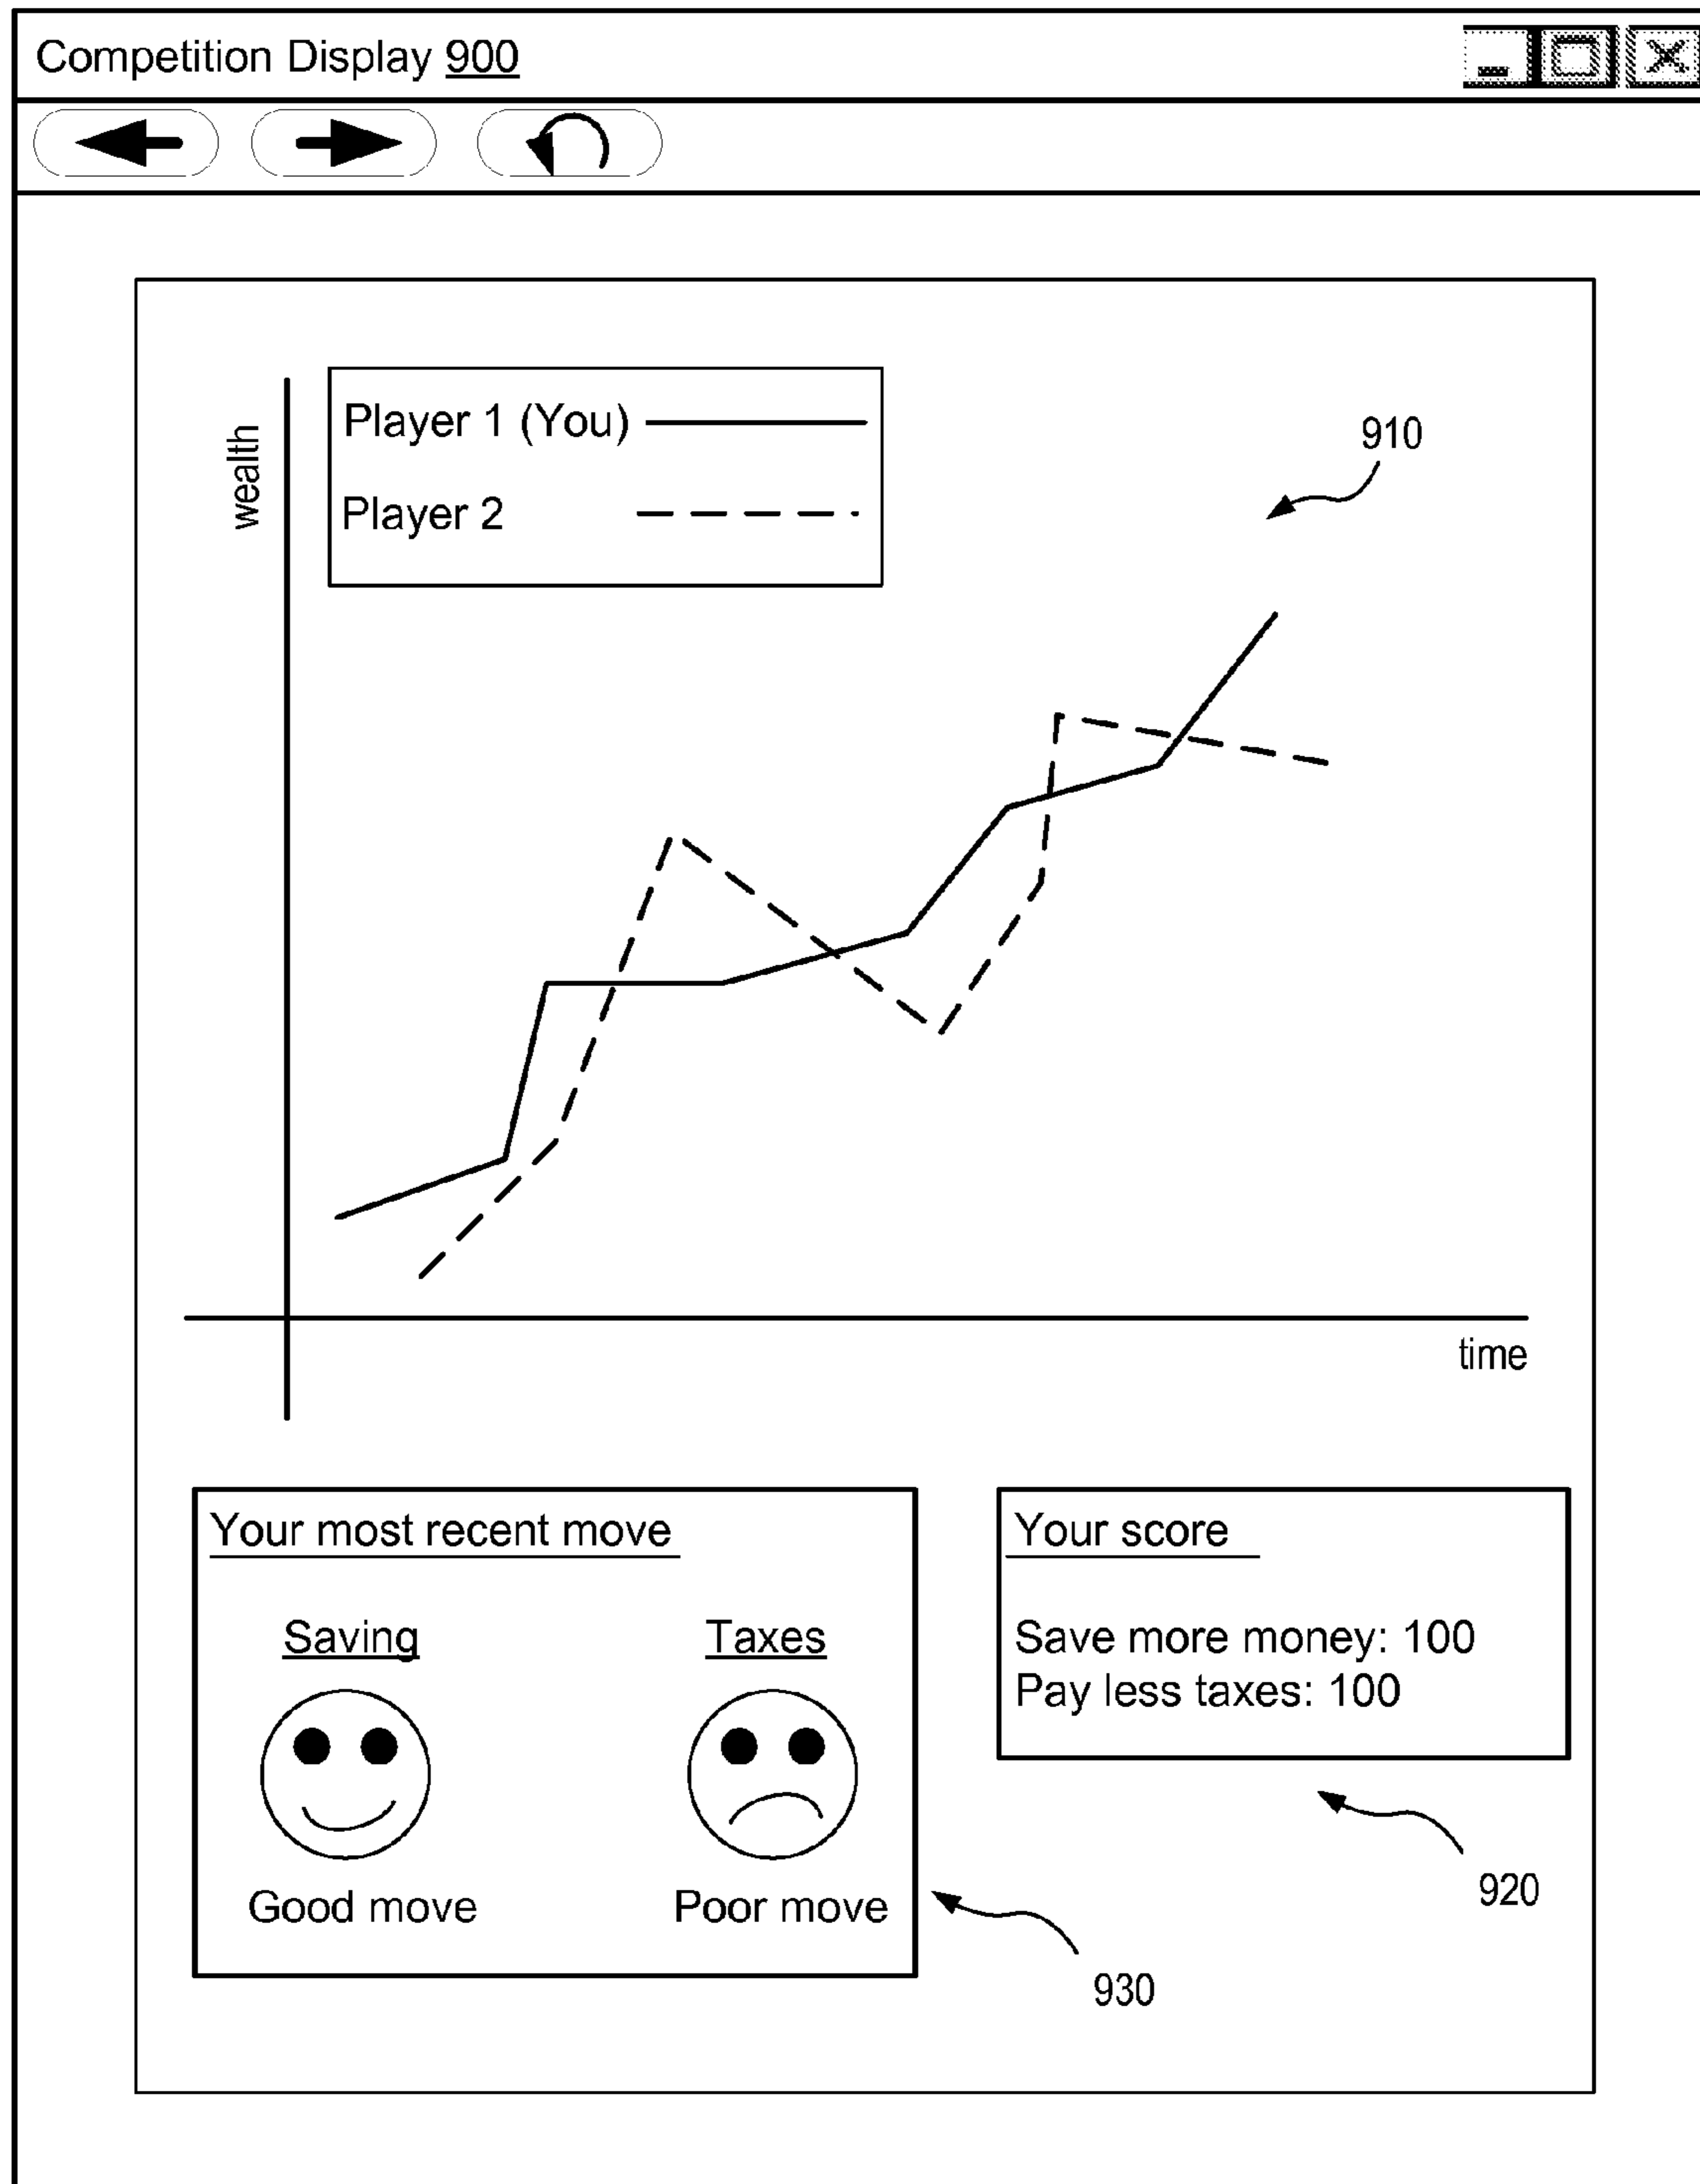 Competition Display 900
wealth
Player 1 (You)
Player 2
910
time
Your most recent move
Saving
Taxes
Good move
Poor move
930
Your score
Save more money: 100
Pay less taxes: 100
920